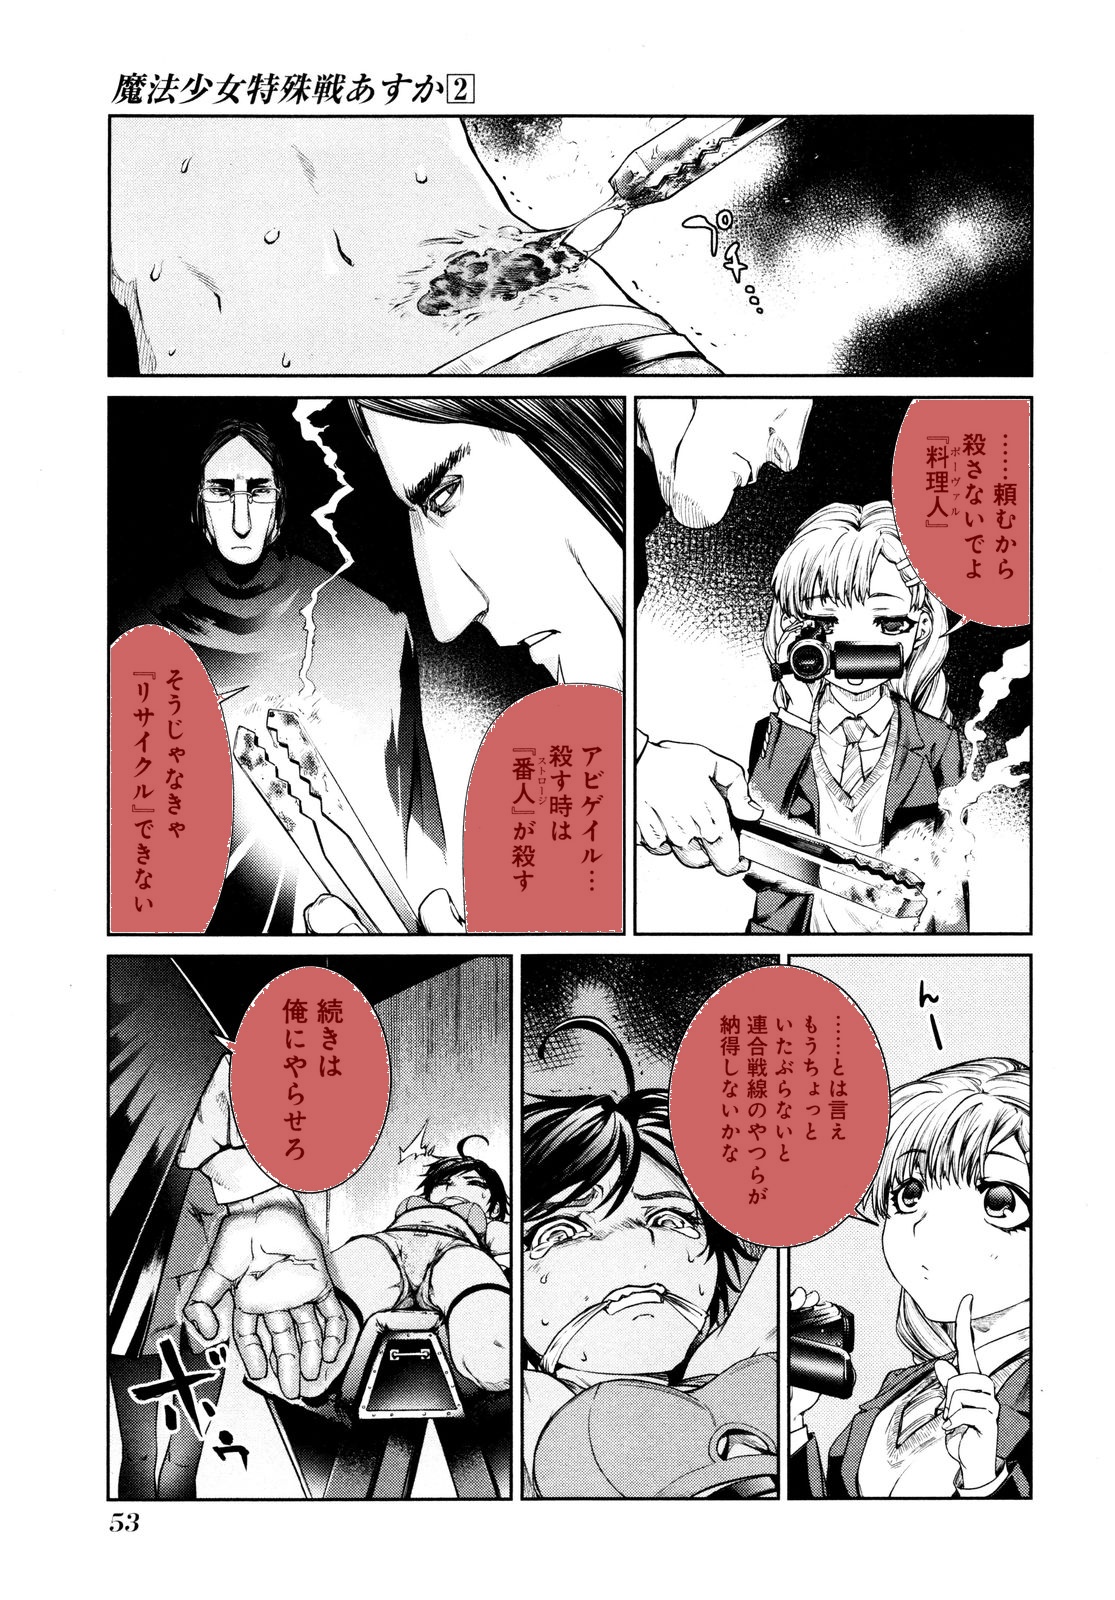 魔法少女特殊戦あすか2
ペチ…
……頼むから
殺さないでよ
『料理人』
ボーヴァル
アビゲイル…
殺す時は
『番人』が殺す
ストロージ
そうじゃなきゃ
『リサイクル』できない
んー
……とは言え
もうちょっと
いたぶらないと
連合戦線のやつらが
納得しないかな
続きは
俺にやらせろ
ボウ
53